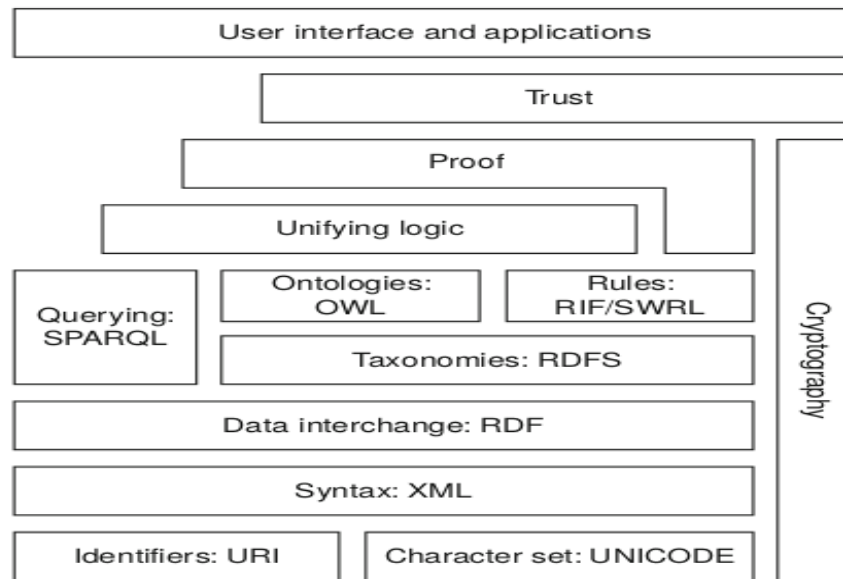 User interface and applications
Trust
Proof
Unifying logic
Querying:
SPARQL
Ontologies:
OWL
Rules:
RIF/SWRL
Taxonomies: RDFS
Cryptography
Data interchange: RDF
Syntax: XML
Identifiers: URI
Character set: UNICODE